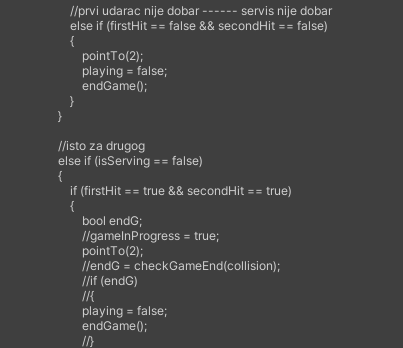 //prvi udarac nije dobar ------ servis nije dobar
else if (firstHit == false && secondHit == false)
{
pointTo(2);
playing = false;
endGame();
}
}
//isto za drugog
else if (isServing == false)
{
if (firstHit == true && secondHit == true)
{
bool endG;
//gameInProgress = true;
pointTo(2);
//endG = checkGameEnd(collision);
//if (endG)
//{
playing = false;
endGame();
//}